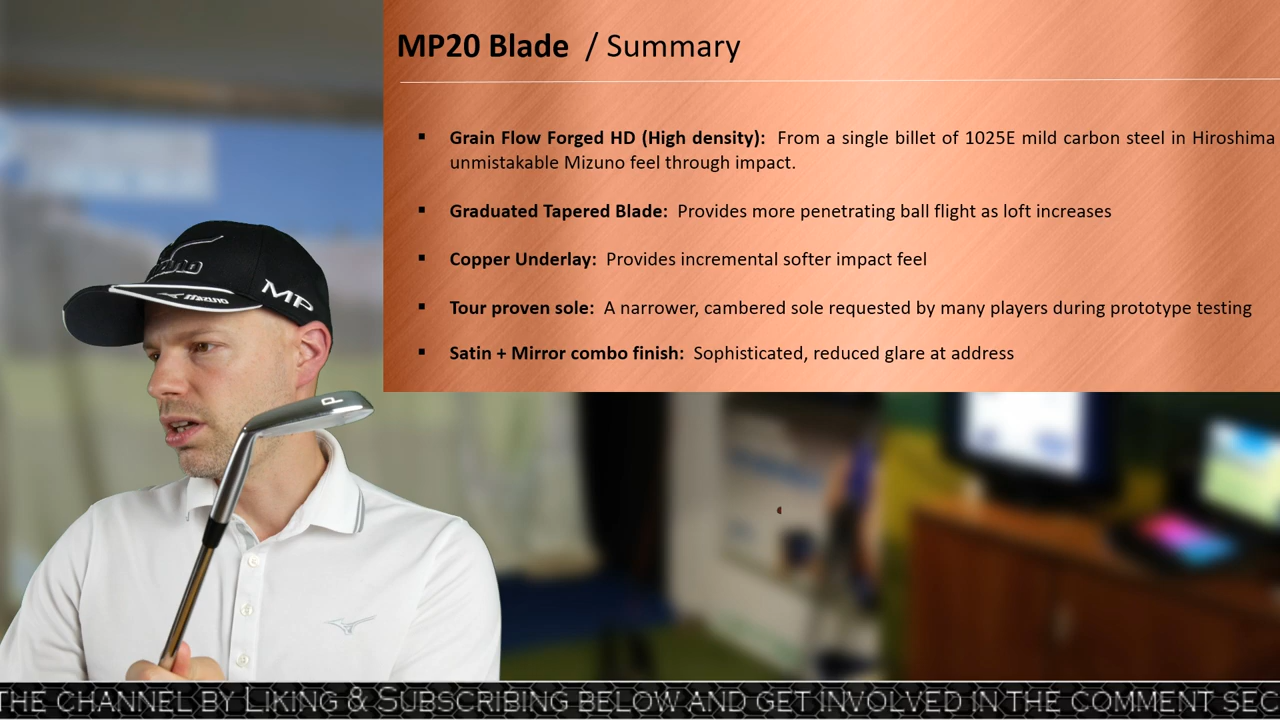 MP20 Blade / Summary
▪ Grain Flow Forged HD (High density): From a single billet of 1025E mild carbon steel in Hiroshima
unmistakable Mizuno feel through impact.
▪ Graduated Tapered Blade: Provides more penetrating ball flight as loft increases
▪ Copper Underlay: Provides incremental softer impact feel
▪ Tour proven sole: A narrower, cambered sole requested by many players during prototype testing
▪ Satin + Mirror combo finish: Sophisticated, reduced glare at address
MIZUNO
MP
P
THE CHANNEL BY LIKING & SUBSCRIBING BELOW AND GET INVOLVED IN THE COMMENT SEC